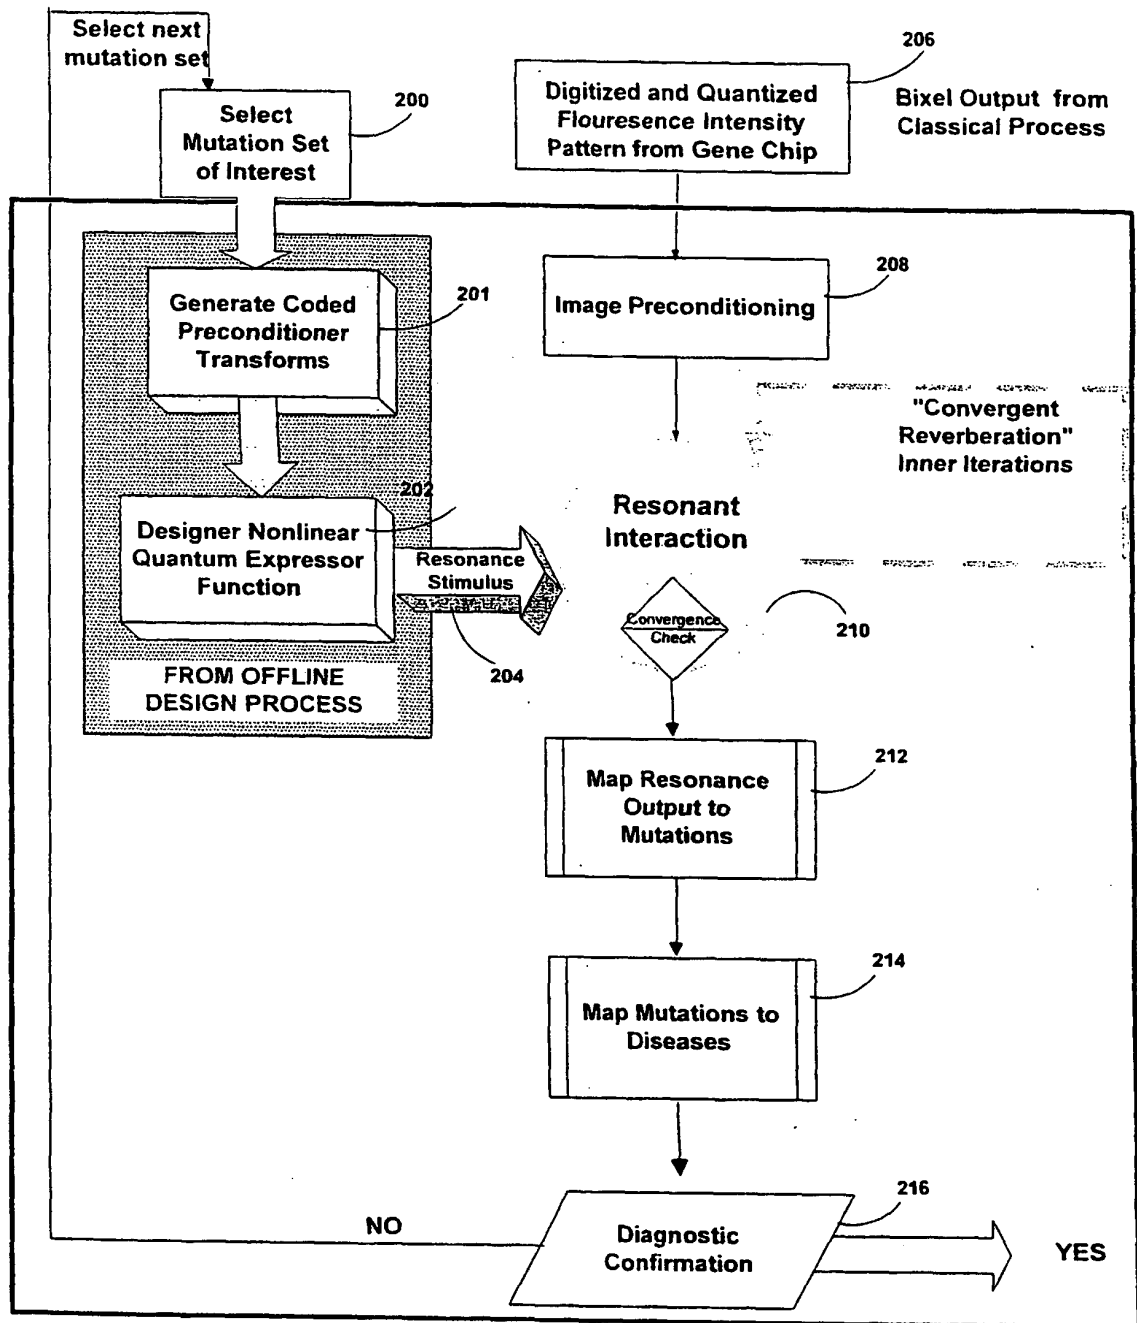 Select next
mutation set
200
Select
Mutation Set
of Interest
206
Digitized and Quantized
Flouresence Intensity
Pattern from Gene Chip
Bixel Output from
Classical Process
201
Generate Coded
Preconditioner
Transforms
208
Image Preconditioning
"Convergent
Reverberation"
Inner Iterations
202
Designer Nonlinear
Quantum Expressor
Function
Resonance
Stimulus
204
Resonant
Interaction
Convergence
Check
210
FROM OFFLINE
DESIGN PROCESS
212
Map Resonance
Output to
Mutations
214
Map Mutations to
Diseases
216
NO
Diagnostic
Confirmation
YES